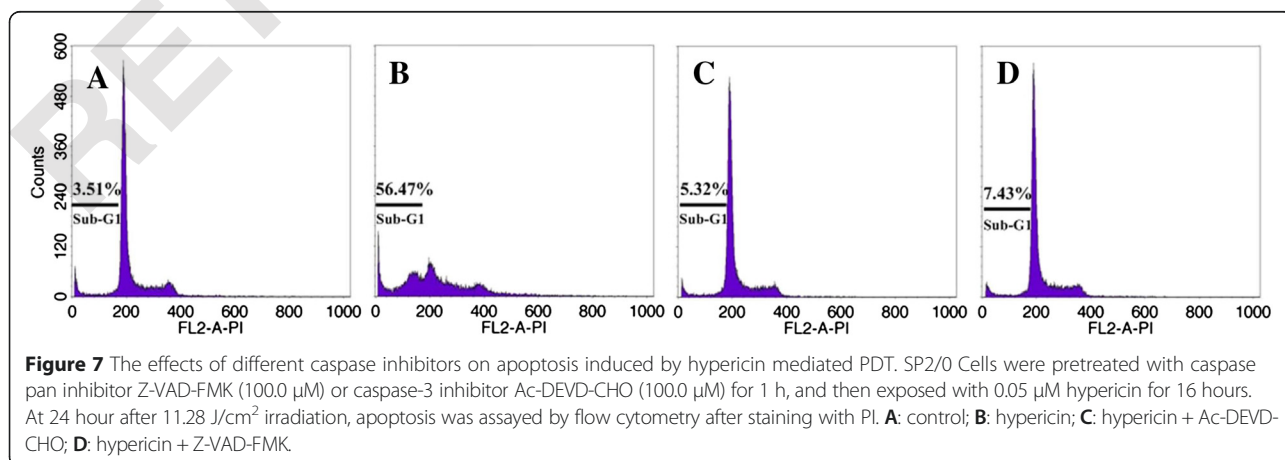 RET
600
480
360
240
120
0
Counts
A
3.51%
Sub-G1
0 200 400 600 800 1000
FL2-A-PI
B
56.47%
Sub-G1
0 200 400 600 800 1000
FL2-A-PI
C
5.32%
Sub-G1
0 200 400 600 800 1000
FL2-A-PI
D
7.43%
Sub-G1
0 200 400 600 800 1000
FL2-A-PI
Figure 7 The effects of different caspase inhibitors on apoptosis induced by hypericin mediated PDT. SP2/0 Cells were pretreated with caspase
pan inhibitor Z-VAD-FMK (100.0 μM) or caspase-3 inhibitor Ac-DEVD-CHO (100.0 μM) for 1 h, and then exposed with 0.05 μM hypericin for 16 hours.
At 24 hour after 11.28 J/cm² irradiation, apoptosis was assayed by flow cytometry after staining with PI. A: control; B: hypericin; C: hypericin + Ac-DEVD-
CHO; D: hypericin + Z-VAD-FMK.